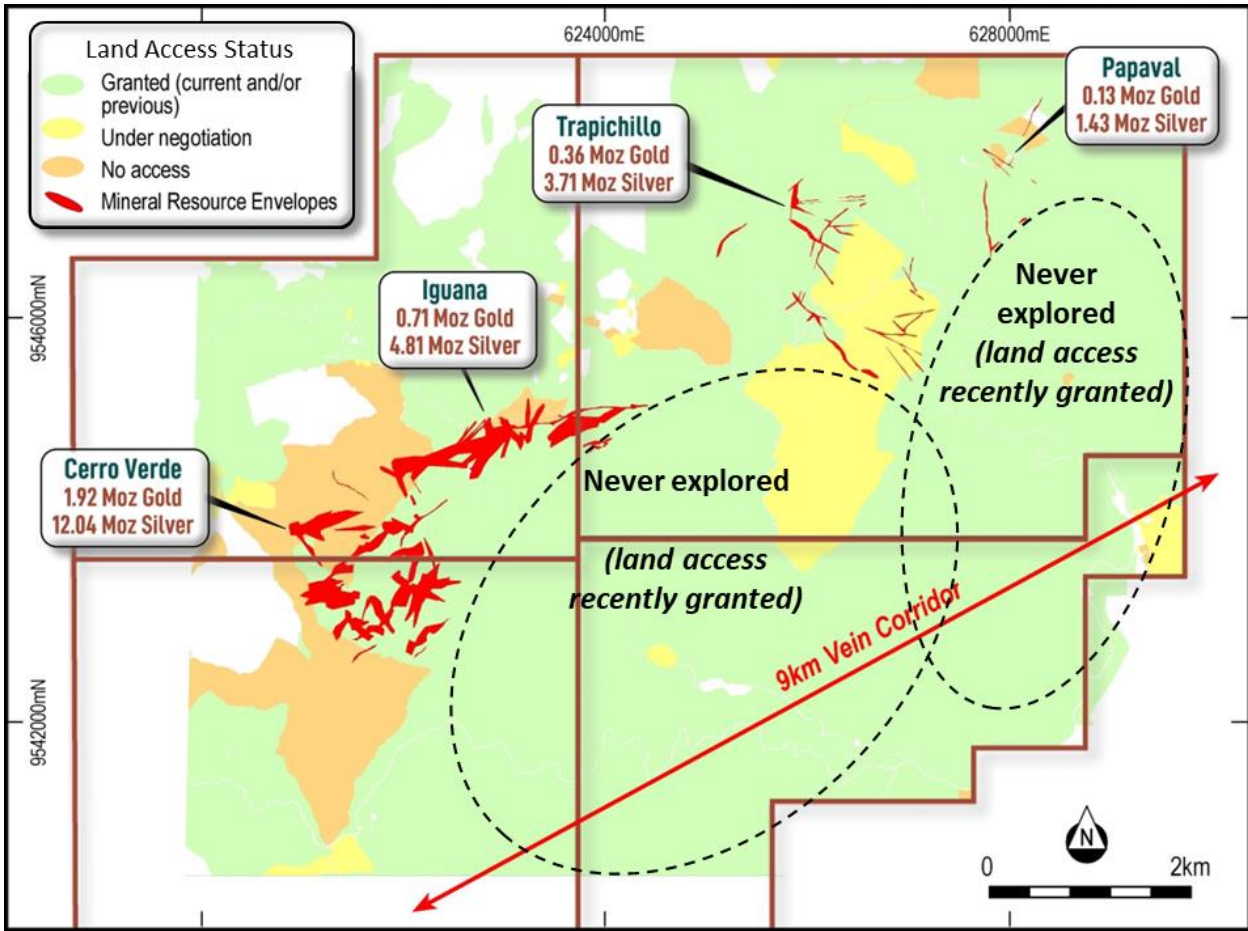 624000mE
628000mE
Land Access Status
Granted (current and/or
previous)
Under negotiation
No access
Mineral Resource Envelopes
Papaval
0.13 Moz Gold
1.43 Moz Silver
Trapichillo
0.36 Moz Gold
3.71 Moz Silver
9546000mN
Iguana
0.71 Moz Gold
4.81 Moz Silver
Never
explored
(land access
recently granted)
Cerro Verde
1.92 Moz Gold
12.04 Moz Silver
Never explored
(land access
recently granted)
9km Vein Corridor
9542000mN
N
0
2km